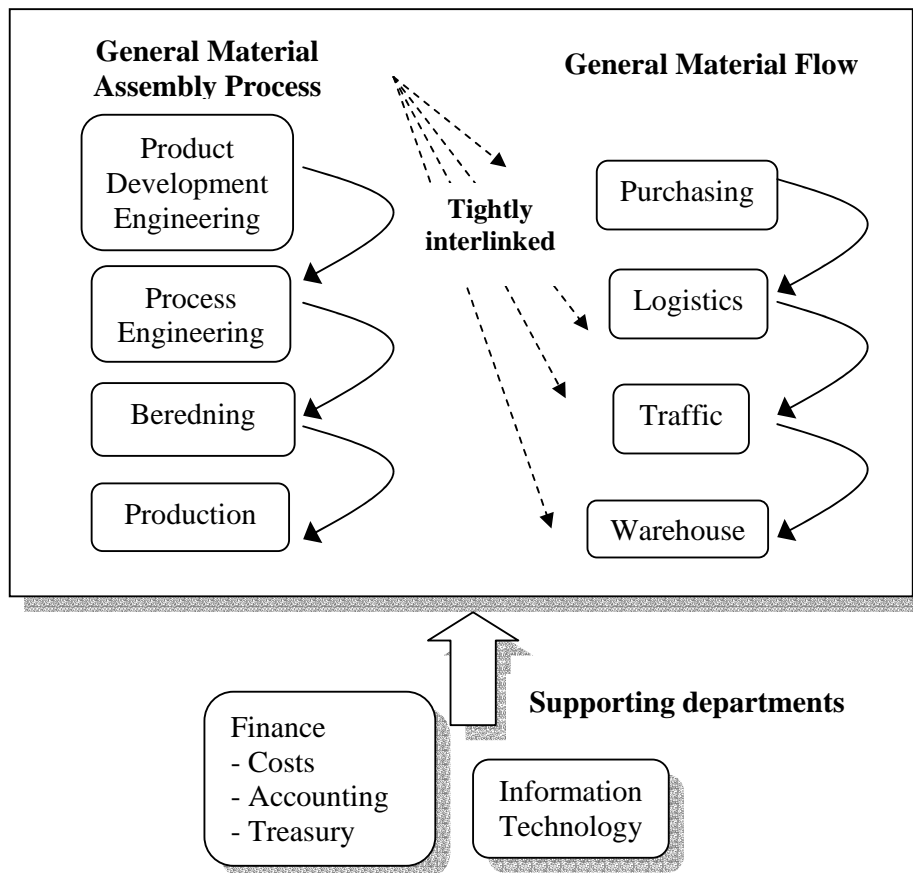 General Material
Assembly Process
Product
Development
Engineering
Process
Engineering
Beredning
Production
Tightly
interlinked
General Material Flow
Purchasing
Logistics
Traffic
Warehouse
Supporting departments
Finance
- Costs
- Accounting
- Treasury
Information
Technology